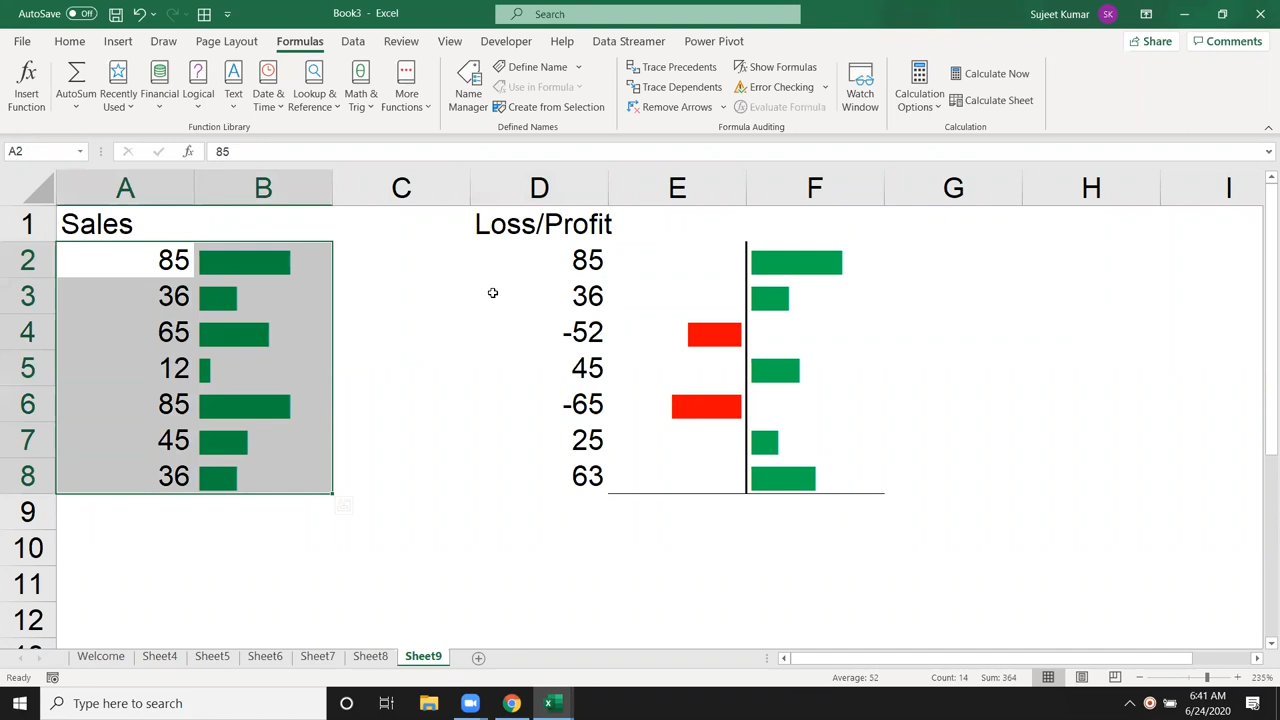 AutoSave Off Book3 - Excel Search Sujeet Kumar SK
File Home Insert Draw Page Layout Formulas Data Review View Developer Help Data Streamer Power Pivot Share Comments
Insert Function
AutoSum
Recently Used
Financial
Logical
Text
Date & Time
Lookup & Reference
Math & Trig
More Functions
Function Library
Name Manager
Define Name
Use in Formula
Create from Selection
Defined Names
Trace Precedents
Trace Dependents
Remove Arrows
Show Formulas
Error Checking
Evaluate Formula
Formula Auditing
Watch Window
Calculation Options
Calculate Now
Calculate Sheet
Calculation
A2 fx 85
A B C D E F G H I
1 Sales Loss/Profit
2 85 85
3 36 36
4 65 -52
5 12 45
6 85 -65
7 45 25
8 36 63
9
10
11
12
Welcome Sheet4 Sheet5 Sheet6 Sheet7 Sheet8 Sheet9
Ready Average: 52 Count: 14 Sum: 364 235%
Type here to search 6:41 AM
6/24/2020